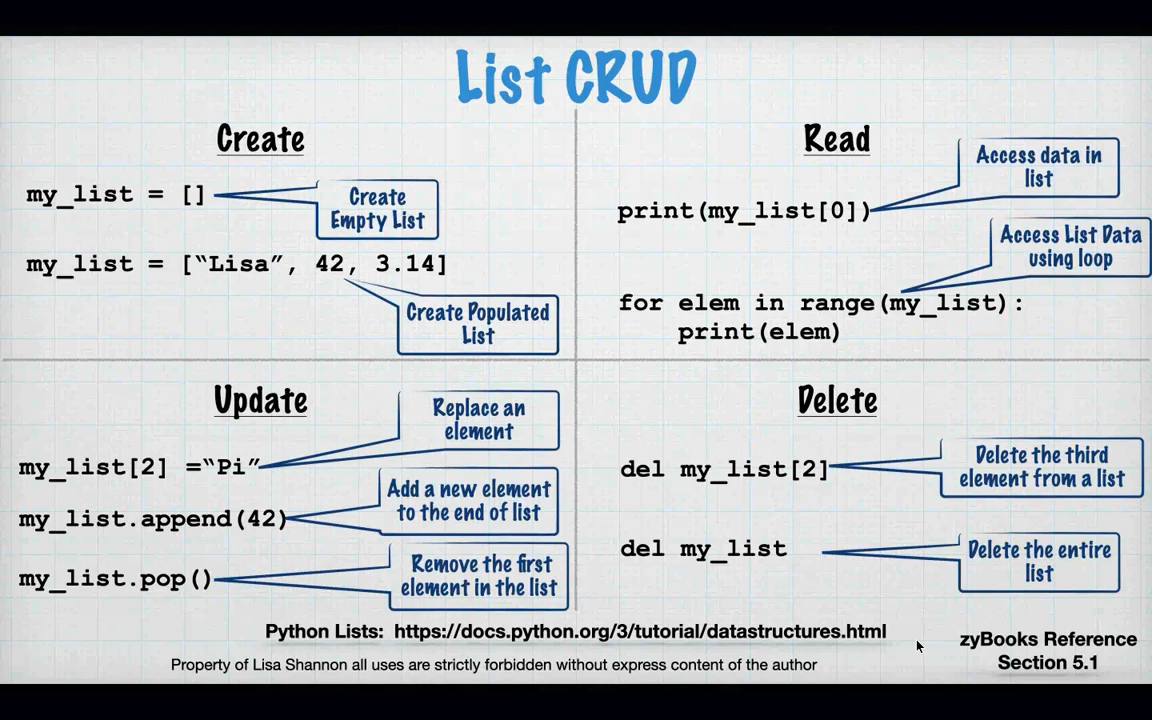 List CRUD
Create
my_list = []
Create
Empty List
my_list = [“Lisa”, 42, 3.14]
Create Populated
List
Read
Access data in
list
print(my_list[0])
Access List Data
using loop
for elem in range(my_list):
    print(elem)
Update
Replace an
element
my_list[2] =“Pi”
Add a new element
to the end of list
my_list.append(42)
Remove the first
element in the list
my_list.pop()
Delete
del my_list[2]
Delete the third
element from a list
del my_list
Delete the entire
list
Python Lists:  https://docs.python.org/3/tutorial/datastructures.html
zyBooks Reference
Section 5.1
Property of Lisa Shannon all uses are strictly forbidden without express content of the author